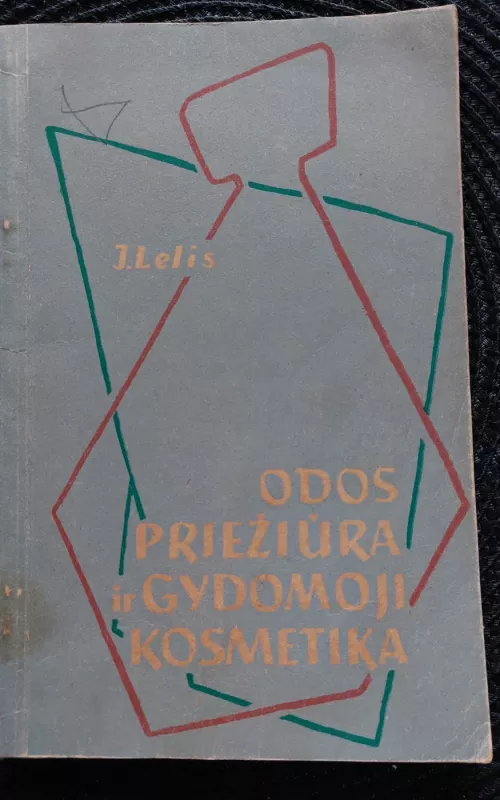 J. Lelis
ODOS
PRIEŽIŪRA
ir GYDOMOJI
KOSMETIKA